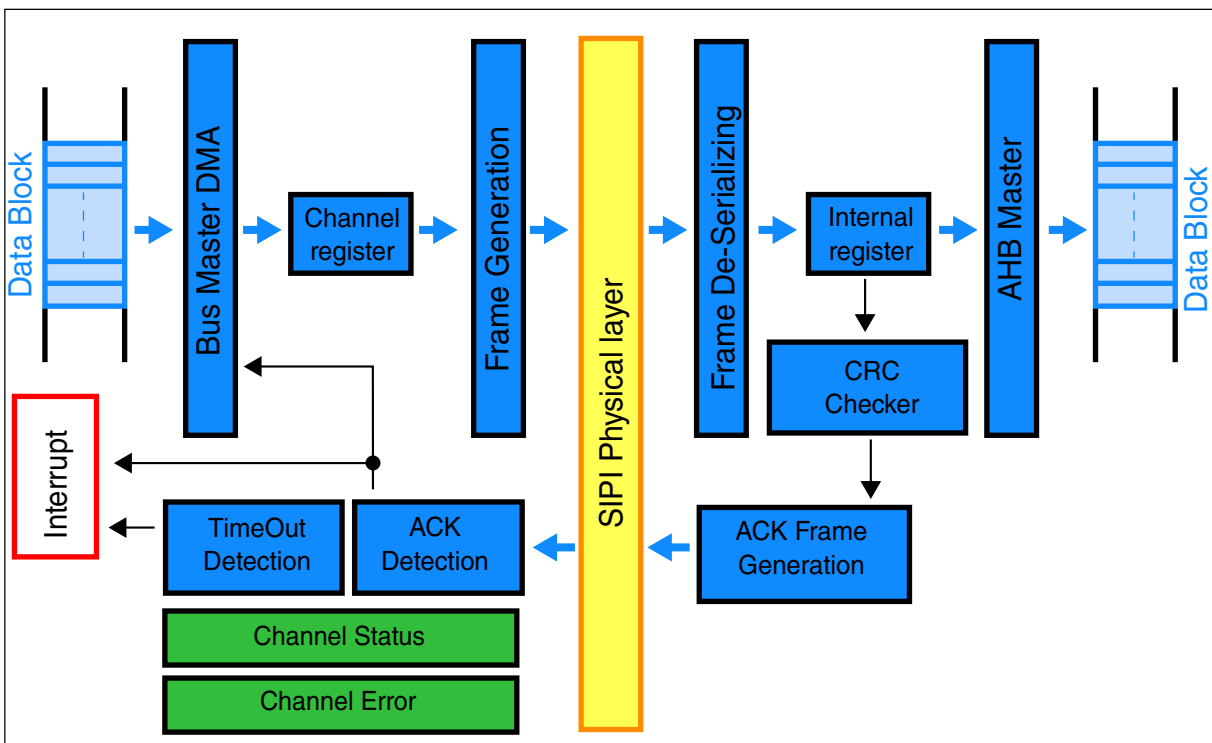 Data Block
Bus Master DMA
Channel
register
Frame Generation
SIPI Physical layer
Frame De-Serializing
Internal
register
AHB Master
Data Block
CRC
Checker
Interrupt
TimeOut
Detection
ACK
Detection
ACK Frame
Generation
Channel Status
Channel Error